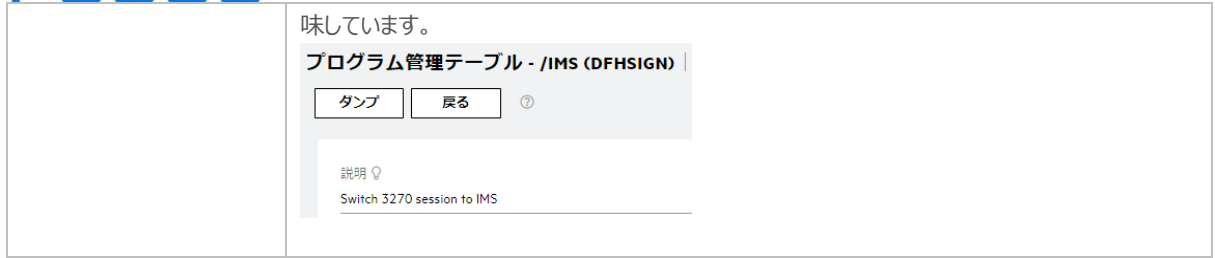 味しています。
プログラム管理テーブル - /IMS (DFHSIGN)
ダンプ 戻る
説明
Switch 3270 session to IMS